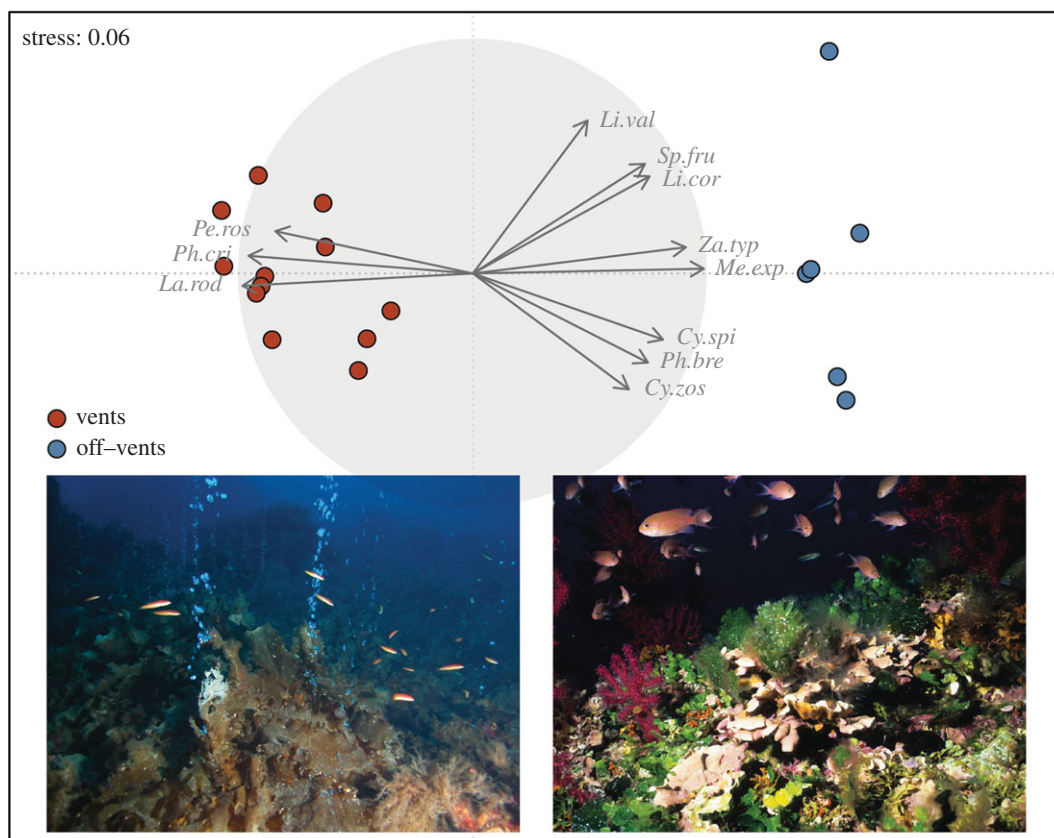 stress: 0.06
Li.val
Sp.fru
Li.cor
Pe.ros
Za.typ
Ph.cri
Me.exp
La.rod
Cy.spi
Ph.bre
Cy.zos
vents
off–vents